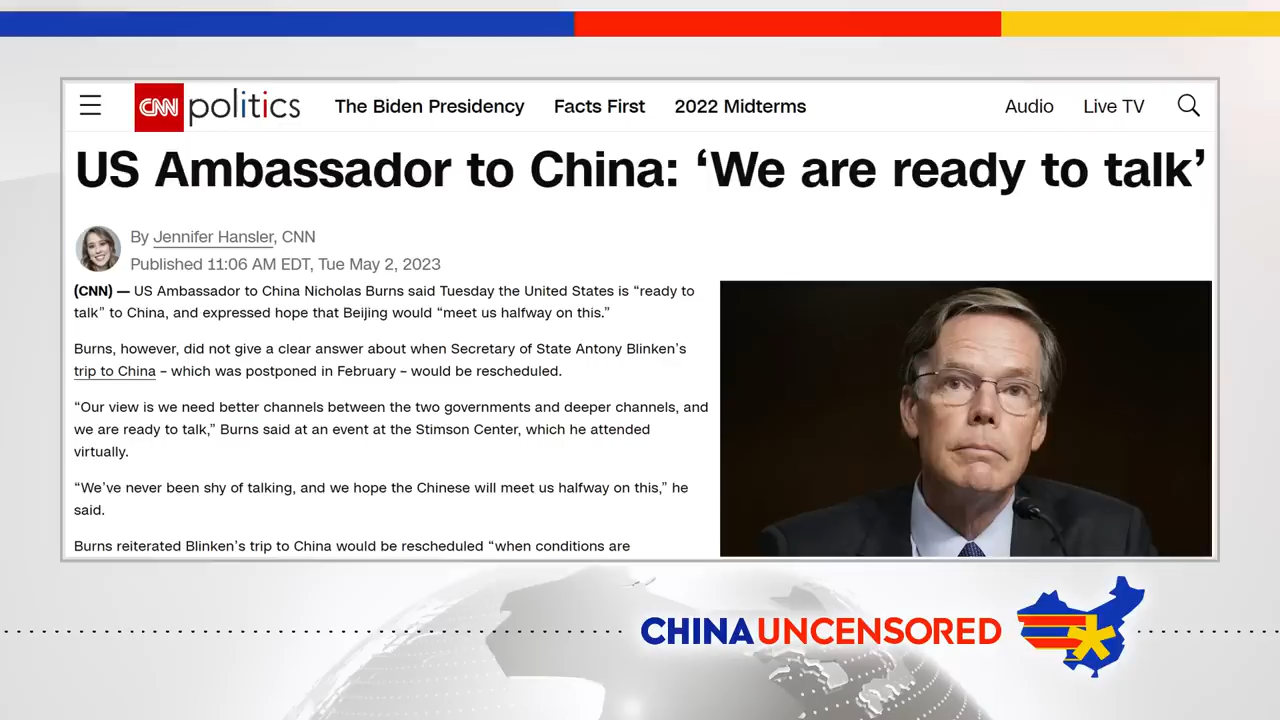 CNN politics The Biden Presidency Facts First 2022 Midterms Audio Live TV
US Ambassador to China: ‘We are ready to talk’
By Jennifer Hansler, CNN
Published 11:06 AM EDT, Tue May 2, 2023
(CNN) — US Ambassador to China Nicholas Burns said Tuesday the United States is “ready to
talk” to China, and expressed hope that Beijing would “meet us halfway on this.”
Burns, however, did not give a clear answer about when Secretary of State Antony Blinken’s
trip to China – which was postponed in February – would be rescheduled.
“Our view is we need better channels between the two governments and deeper channels, and
we are ready to talk,” Burns said at an event at the Stimson Center, which he attended
virtually.
“We’ve never been shy of talking, and we hope the Chinese will meet us halfway on this,” he
said.
Burns reiterated Blinken’s trip to China would be rescheduled “when conditions are
CHINA UNCENSORED